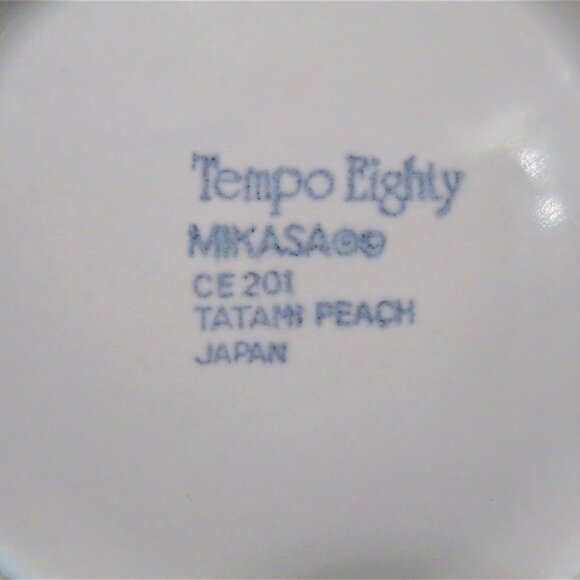 Tempo Eighty
MIKASA®©
CE 201
TATAMI PEACH
JAPAN